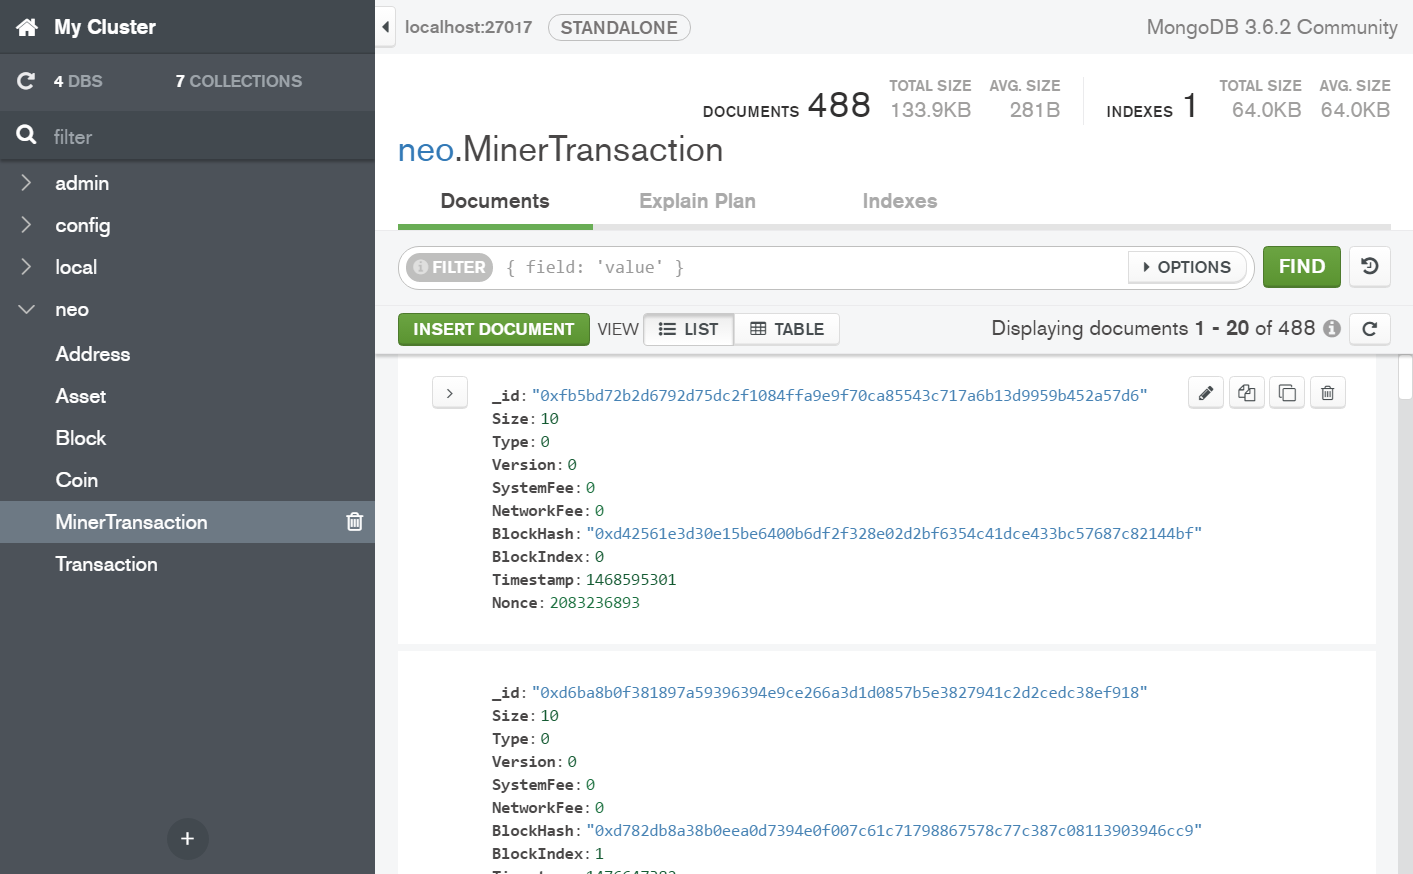 My Cluster
4 DBS 7 COLLECTIONS
filter
admin
config
local
neo
Address
Asset
Block
Coin
MinerTransaction
Transaction
+
localhost:27017 STANDALONE MongoDB 3.6.2 Community
DOCUMENTS 488 TOTAL SIZE 133.9KB AVG. SIZE 281B INDEXES 1 TOTAL SIZE 64.0KB AVG. SIZE 64.0KB
neo.MinerTransaction
Documents Explain Plan Indexes
FILTER { field: 'value' } OPTIONS FIND
INSERT DOCUMENT VIEW LIST TABLE Displaying documents 1 - 20 of 488
_id: "0xfb5bd72b2d6792d75dc2f1084ffa9e9f70ca85543c717a6b13d9959b452a57d6"
Size: 10
Type: 0
Version: 0
SystemFee: 0
NetworkFee: 0
BlockHash: "0xd42561e3d30e15be6400b6df2f328e02d2bf6354c41dce433bc57687c82144bf"
BlockIndex: 0
Timestamp: 1468595301
Nonce: 2083236893
_id: "0xd6ba8b0f381897a59396394e9ce266a3d1d0857b5e3827941c2d2cedc38ef918"
Size: 10
Type: 0
Version: 0
SystemFee: 0
NetworkFee: 0
BlockHash: "0xd782db8a38b0eea0d7394e0f007c61c71798867578c77c387c08113903946cc9"
BlockIndex: 1